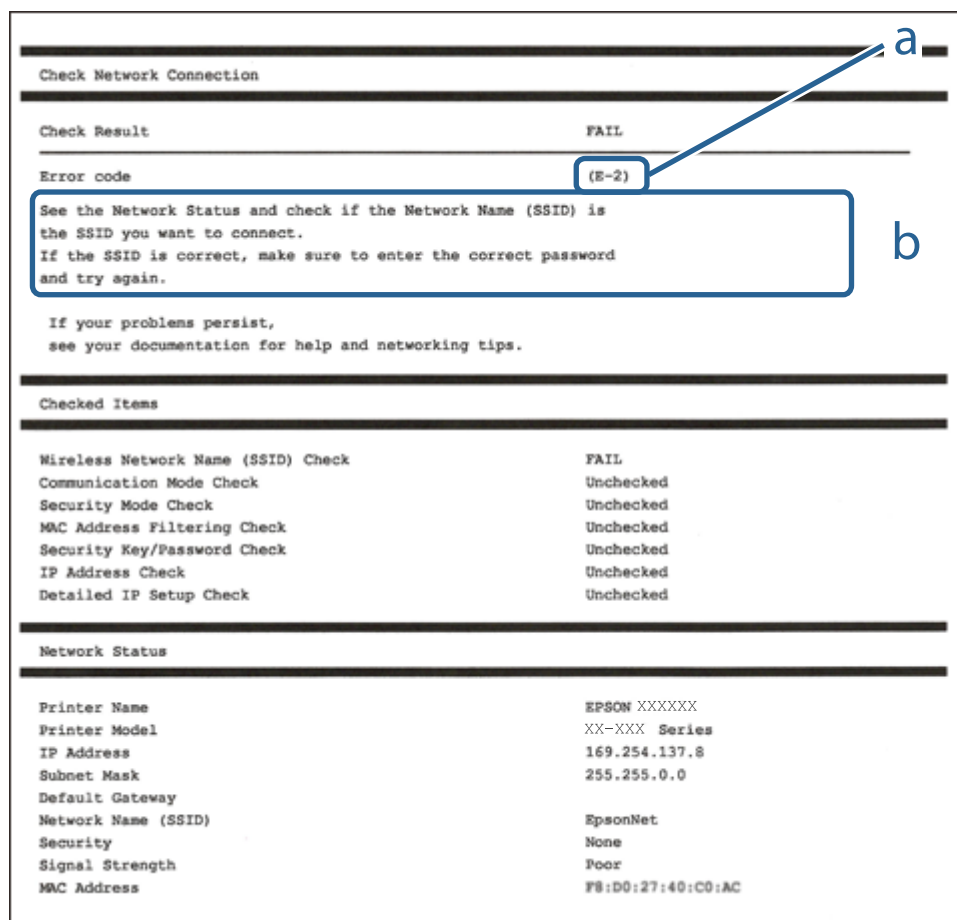 a
Check Network Connection
Check Result FAIL
Error code (E-2)
See the Network Status and check if the Network Name (SSID) is
the SSID you want to connect.
If the SSID is correct, make sure to enter the correct password
and try again.
b
If your problems persist,
see your documentation for help and networking tips.
Checked Items
Wireless Network Name (SSID) Check FAIL
Communication Mode Check Unchecked
Security Mode Check Unchecked
MAC Address Filtering Check Unchecked
Security Key/Password Check Unchecked
IP Address Check Unchecked
Detailed IP Setup Check Unchecked
Network Status
Printer Name EPSON XXXXXX
Printer Model XX-XXX Series
IP Address 169.254.137.8
Subnet Mask 255.255.0.0
Default Gateway
Network Name (SSID) EpsonNet
Security None
Signal Strength Poor
MAC Address F8:D0:27:40:C0:AC